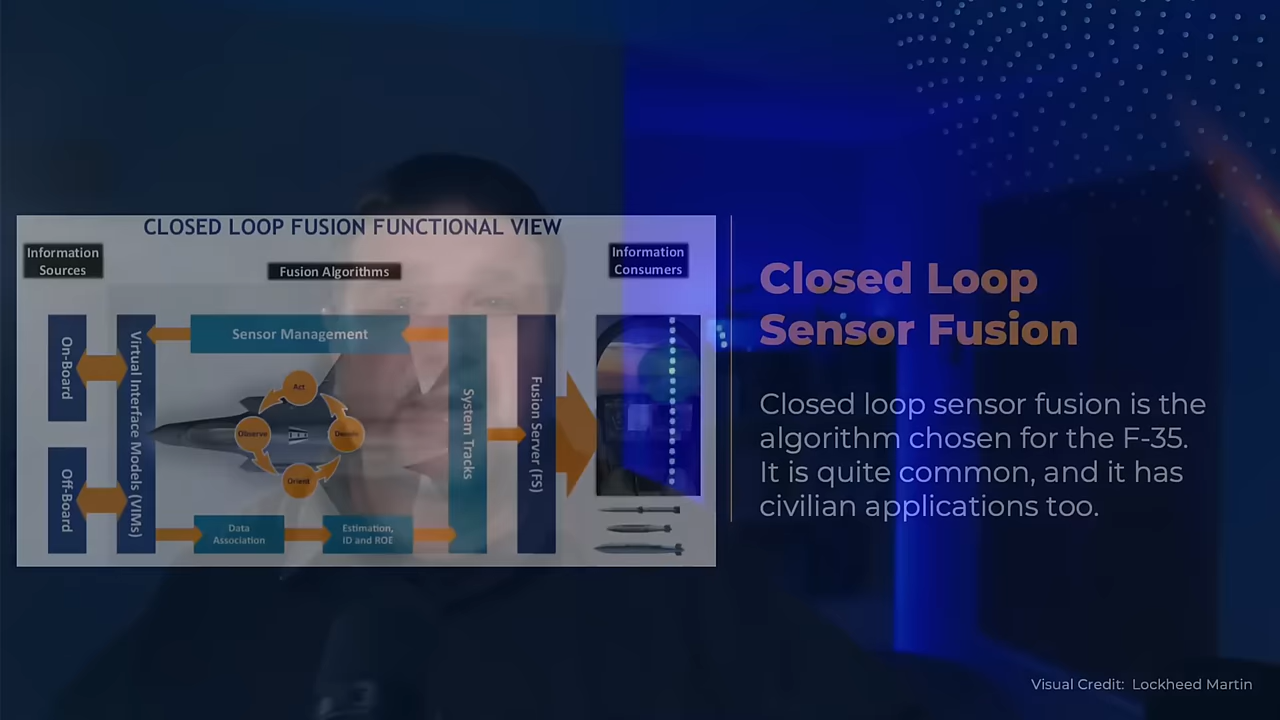 CLOSED LOOP FUSION FUNCTIONAL VIEW
Information
Sources
Fusion Algorithms
Information
Consumers
On-Board
Off-Board
Virtual Interface Models (VIMs)
Sensor Management
Act
Observe
Decide
Orient
Data
Association
Estimation,
ID and ROE
System Tracks
Fusion Server (FS)
Closed Loop
Sensor Fusion
Closed loop sensor fusion is the
algorithm chosen for the F-35.
It is quite common, and it has
civilian applications too.
Visual Credit: Lockheed Martin